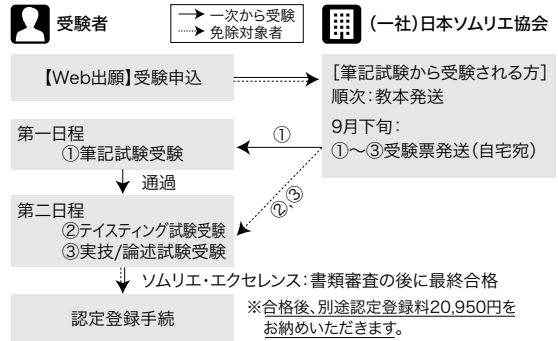 受験者
一次から受験
免除対象者
(一社)日本ソムリエ協会
【Web出願】受験申込
[筆記試験から受験される方]
順次:教本発送
9月下旬:
①〜③受験票発送(自宅宛)
第一日程
①筆記試験受験
①
通過
②,③
第二日程
②テイスティング試験受験
③実技/論述試験受験
ソムリエ・エクセレンス:書類審査の後に最終合格
認定登録手続
※合格後、別途認定登録料20,950円を
お納めいただきます。